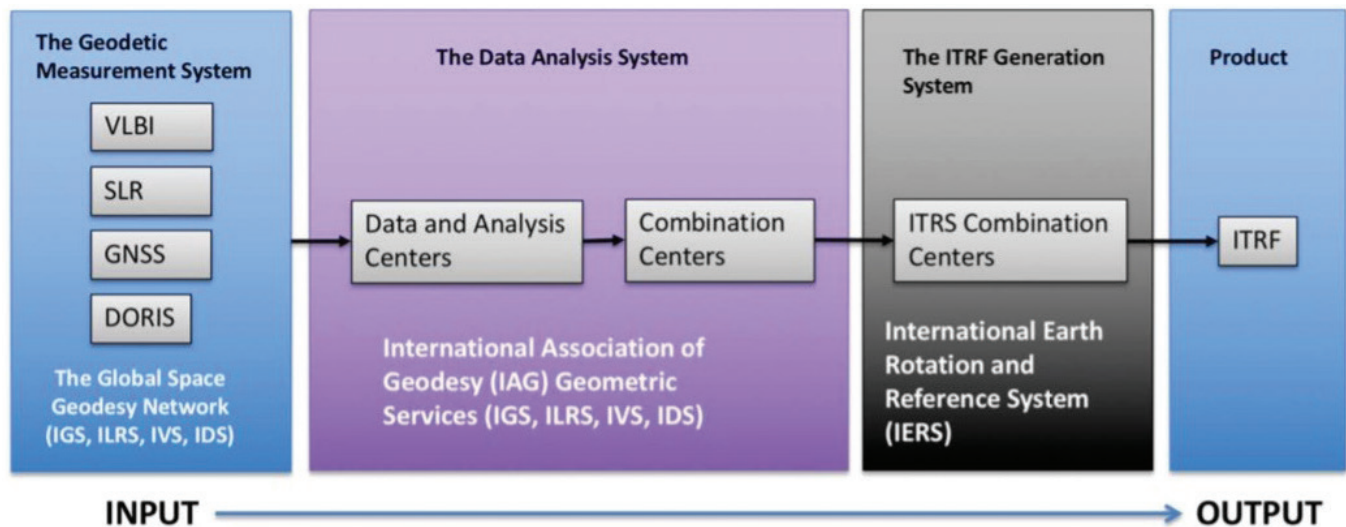 The Geodetic
Measurement System
VLBI
SLR
GNSS
DORIS
The Global Space
Geodesy Network
(IGS, ILRS, IVS, IDS)
The Data Analysis System
Data and Analysis
Centers
Combination
Centers
International Association of
Geodesy (IAG) Geometric
Services (IGS, ILRS, IVS, IDS)
The ITRF Generation
System
ITRS Combination
Centers
International Earth
Rotation and
Reference System
(IERS)
Product
ITRF
INPUT
OUTPUT